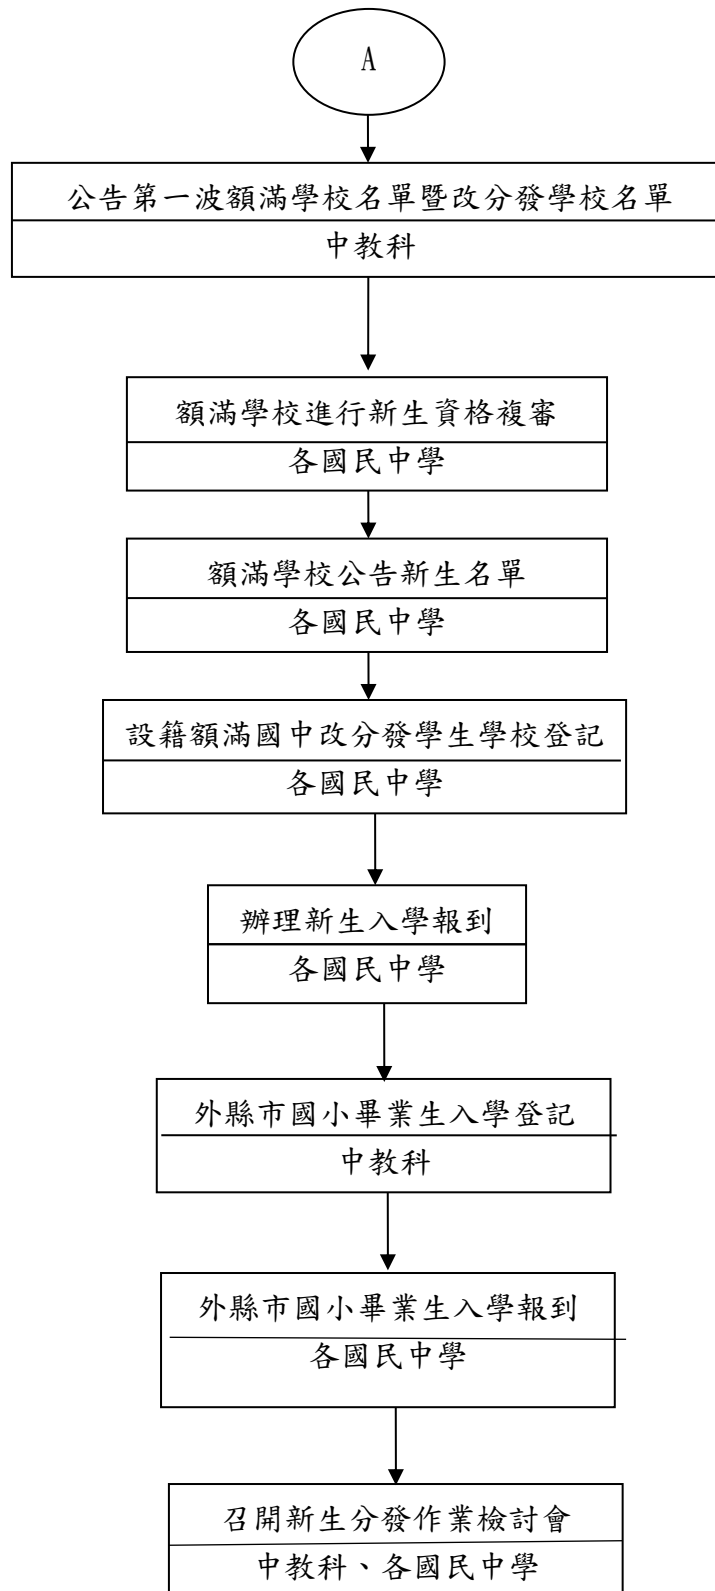 A
公告第一波額滿學校名單暨改分發學校名單
中教科
額滿學校進行新生資格複審
各國民中學
額滿學校公告新生名單
各國民中學
設籍額滿國中改分發學生學校登記
各國民中學
辦理新生入學報到
各國民中學
外縣市國小畢業生入學登記
中教科
外縣市國小畢業生入學報到
各國民中學
召開新生分發作業檢討會
中教科、各國民中學